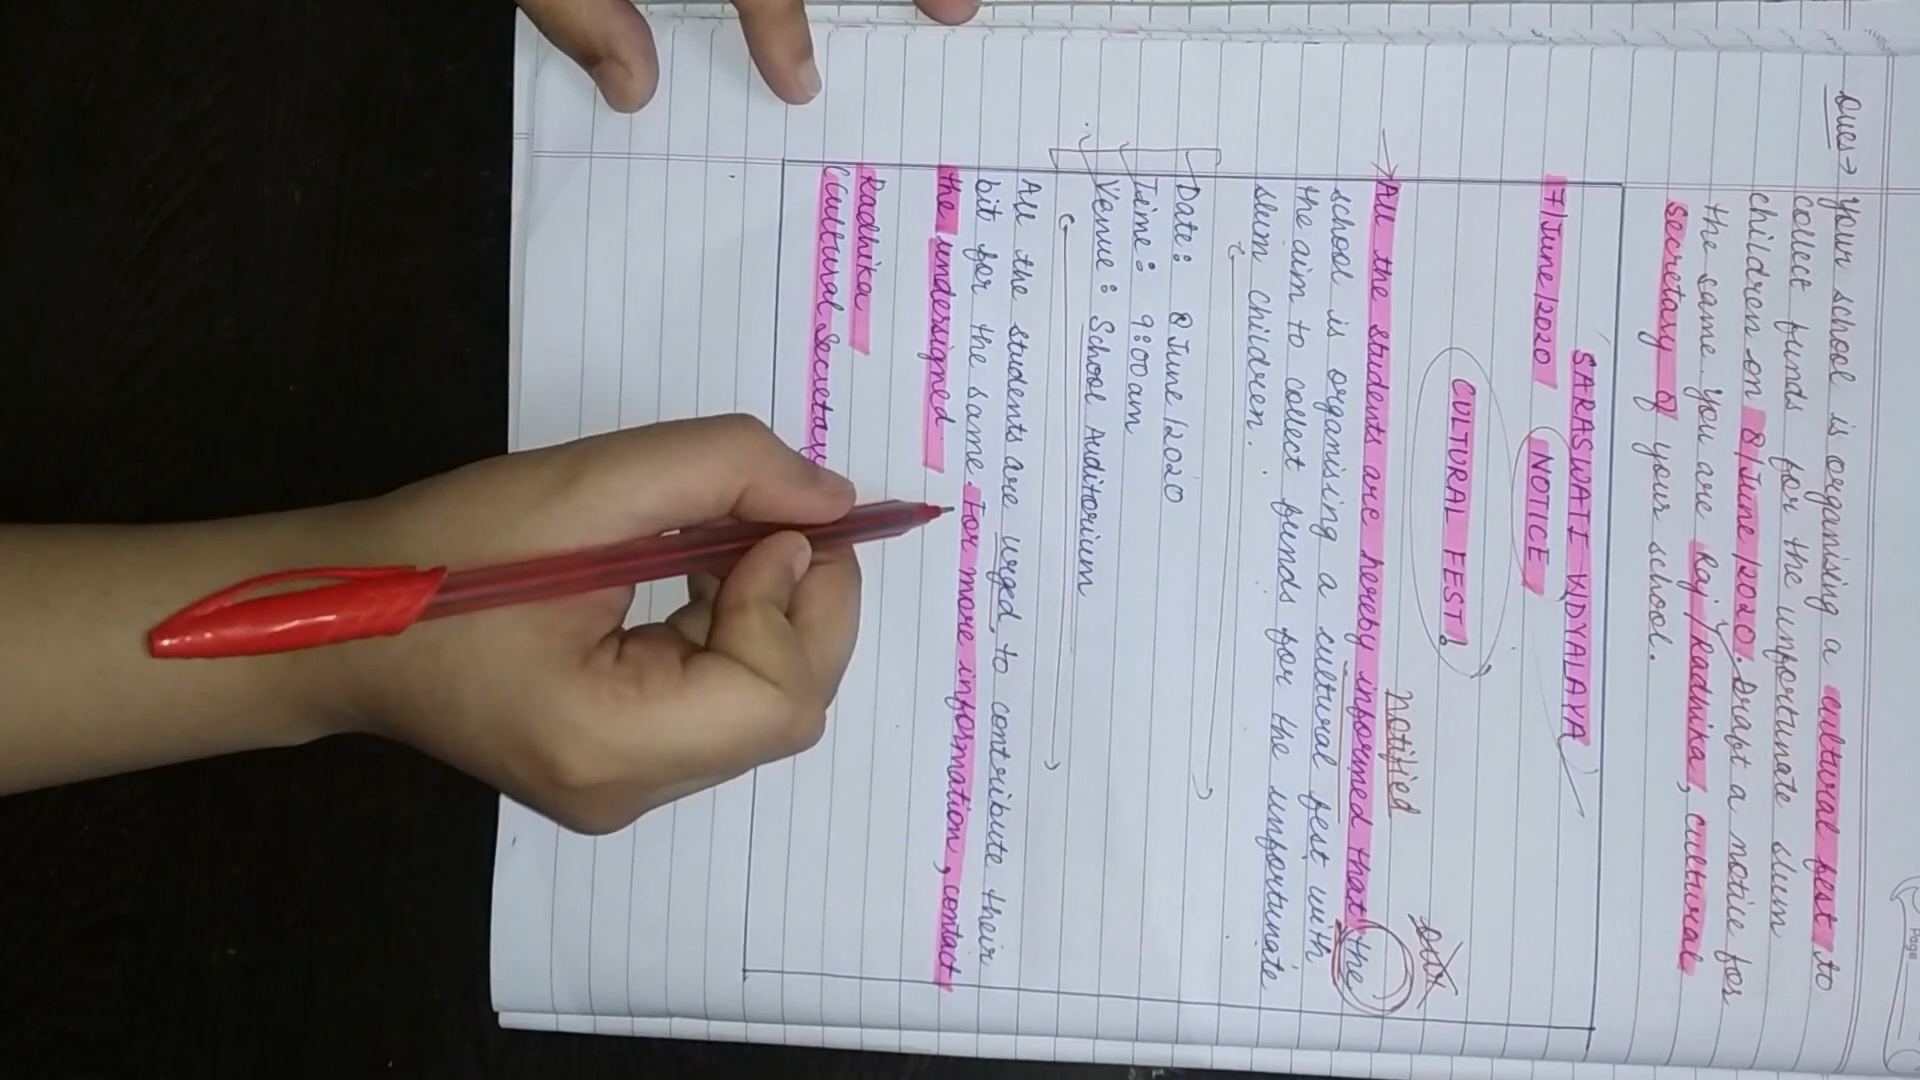 Ques→ your school is organising a cultural fest to
collect funds for the unfortunate slum
children on 8/June/2020. Draft a notice for
the same. You are Raj/Radhika, cultural
secretary of your school.
SARASWATI VIDYALAYA
7/June/2020 NOTICE
CULTURAL FEST!
notified
our
→ All the students are hereby informed that the
school is organising a cultural fest with
the aim to collect funds for the unfortunate
slum children.
Date: 8 June/2020
Time: 9:00 am
Venue: School Auditorium
All the students are urged to contribute their
bit for the same. For more information, contact
the undersigned.
Radhika
(Cultural Secretary
Page